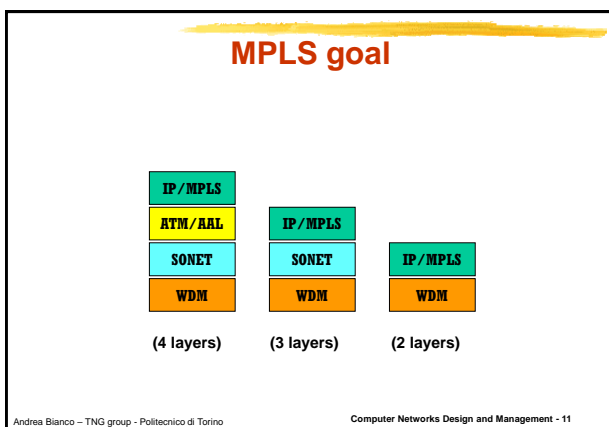 MPLS goal
IP/MPLS
ATM/AAL
SONET
WDM
(4 layers)
IP/MPLS
SONET
WDM
(3 layers)
IP/MPLS
WDM
(2 layers)
Andrea Bianco – TNG group - Politecnico di Torino
Computer Networks Design and Management - 11